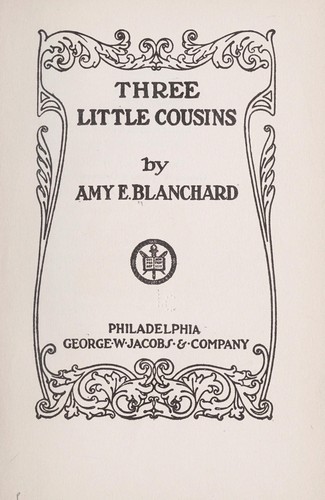 THREE
LITTLE COUSINS
by
AMY E. BLANCHARD
PHILADELPHIA
GEORGE·W·JACOBS·&·COMPANY